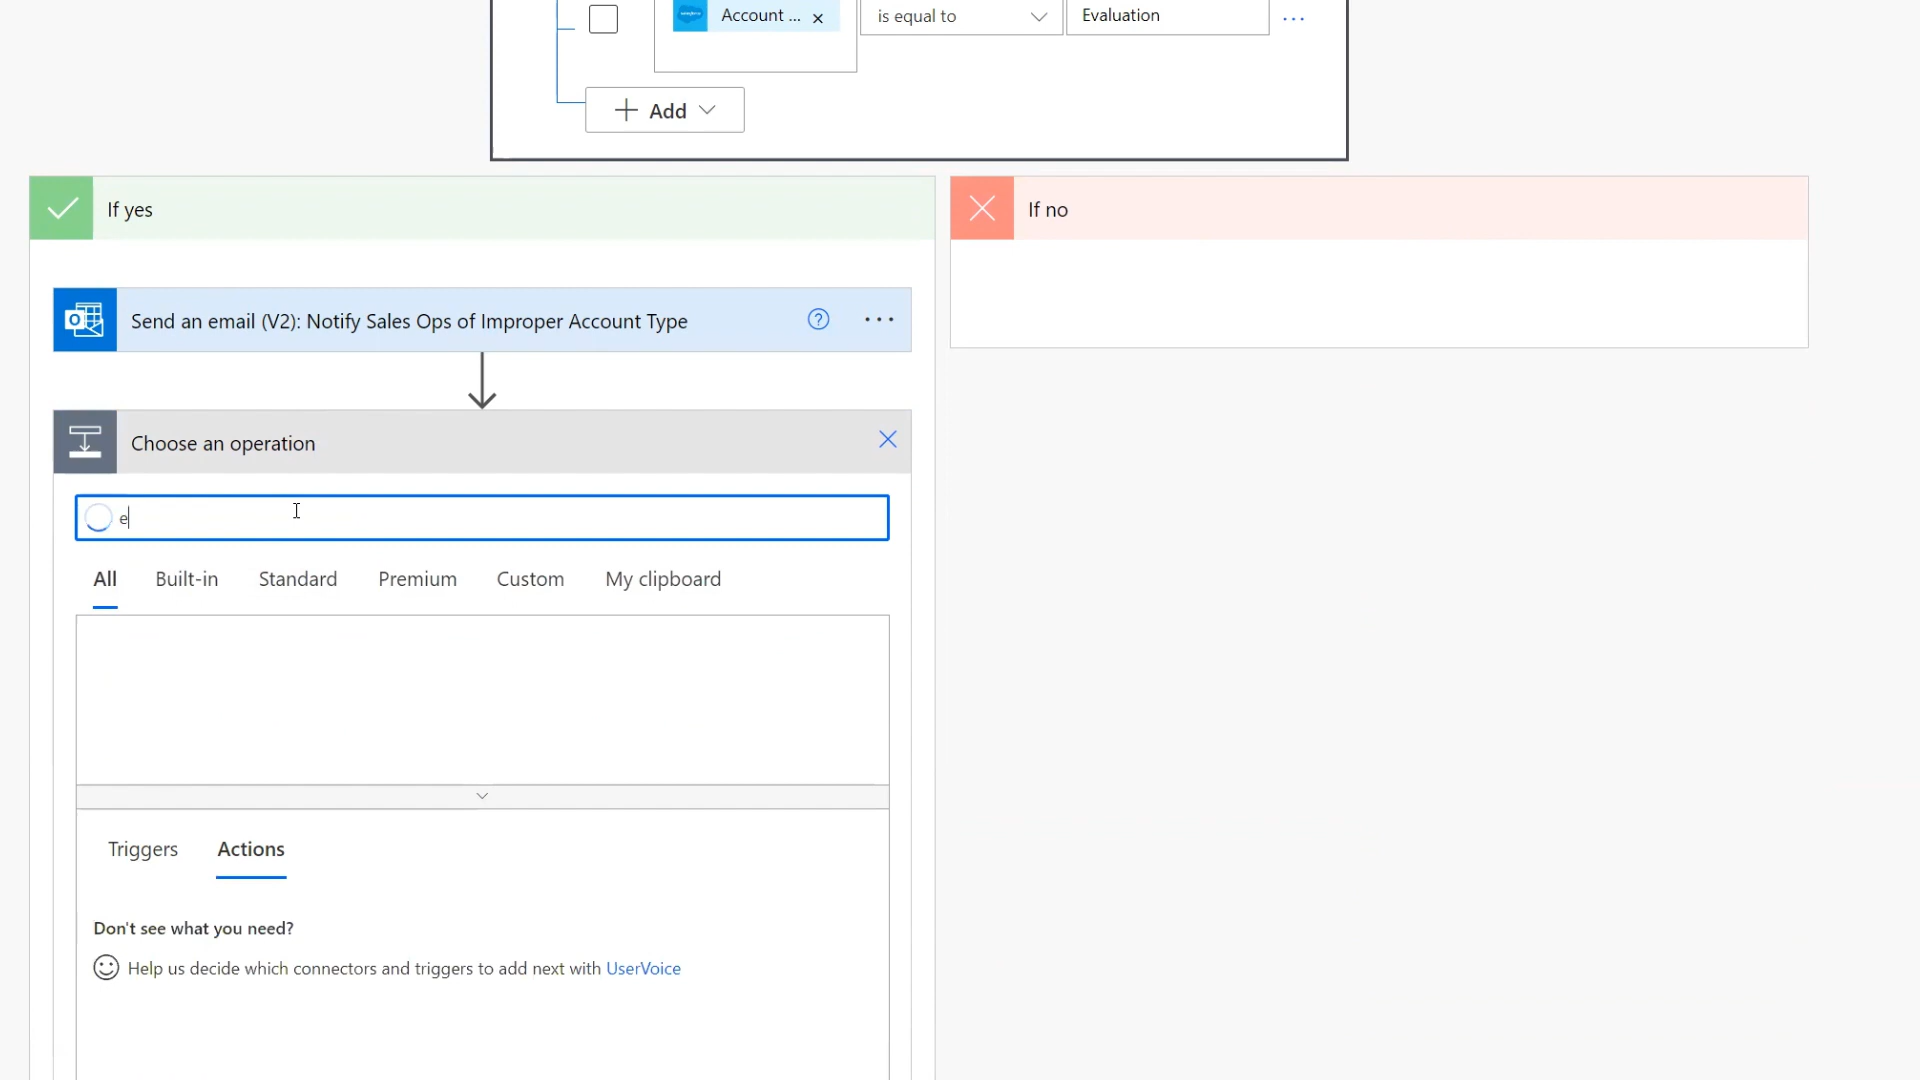 Account ...
is equal to
Evaluation
Add
If yes
If no
Send an email (V2): Notify Sales Ops of Improper Account Type
Choose an operation
e
All Built-in Standard Premium Custom My clipboard
Triggers Actions
Don't see what you need?
Help us decide which connectors and triggers to add next with UserVoice